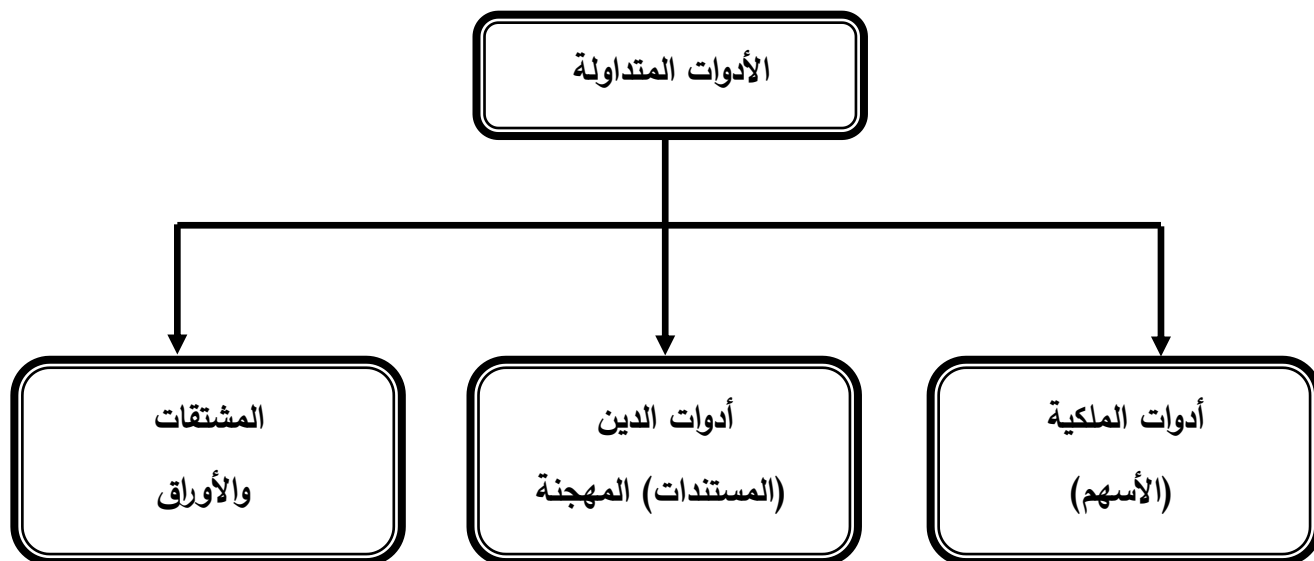 الأدوات المتداولة
أدوات الملكية
(الأسهم)
أدوات الدين
(المستندات) المهجنة
المشتقات
والأوراق